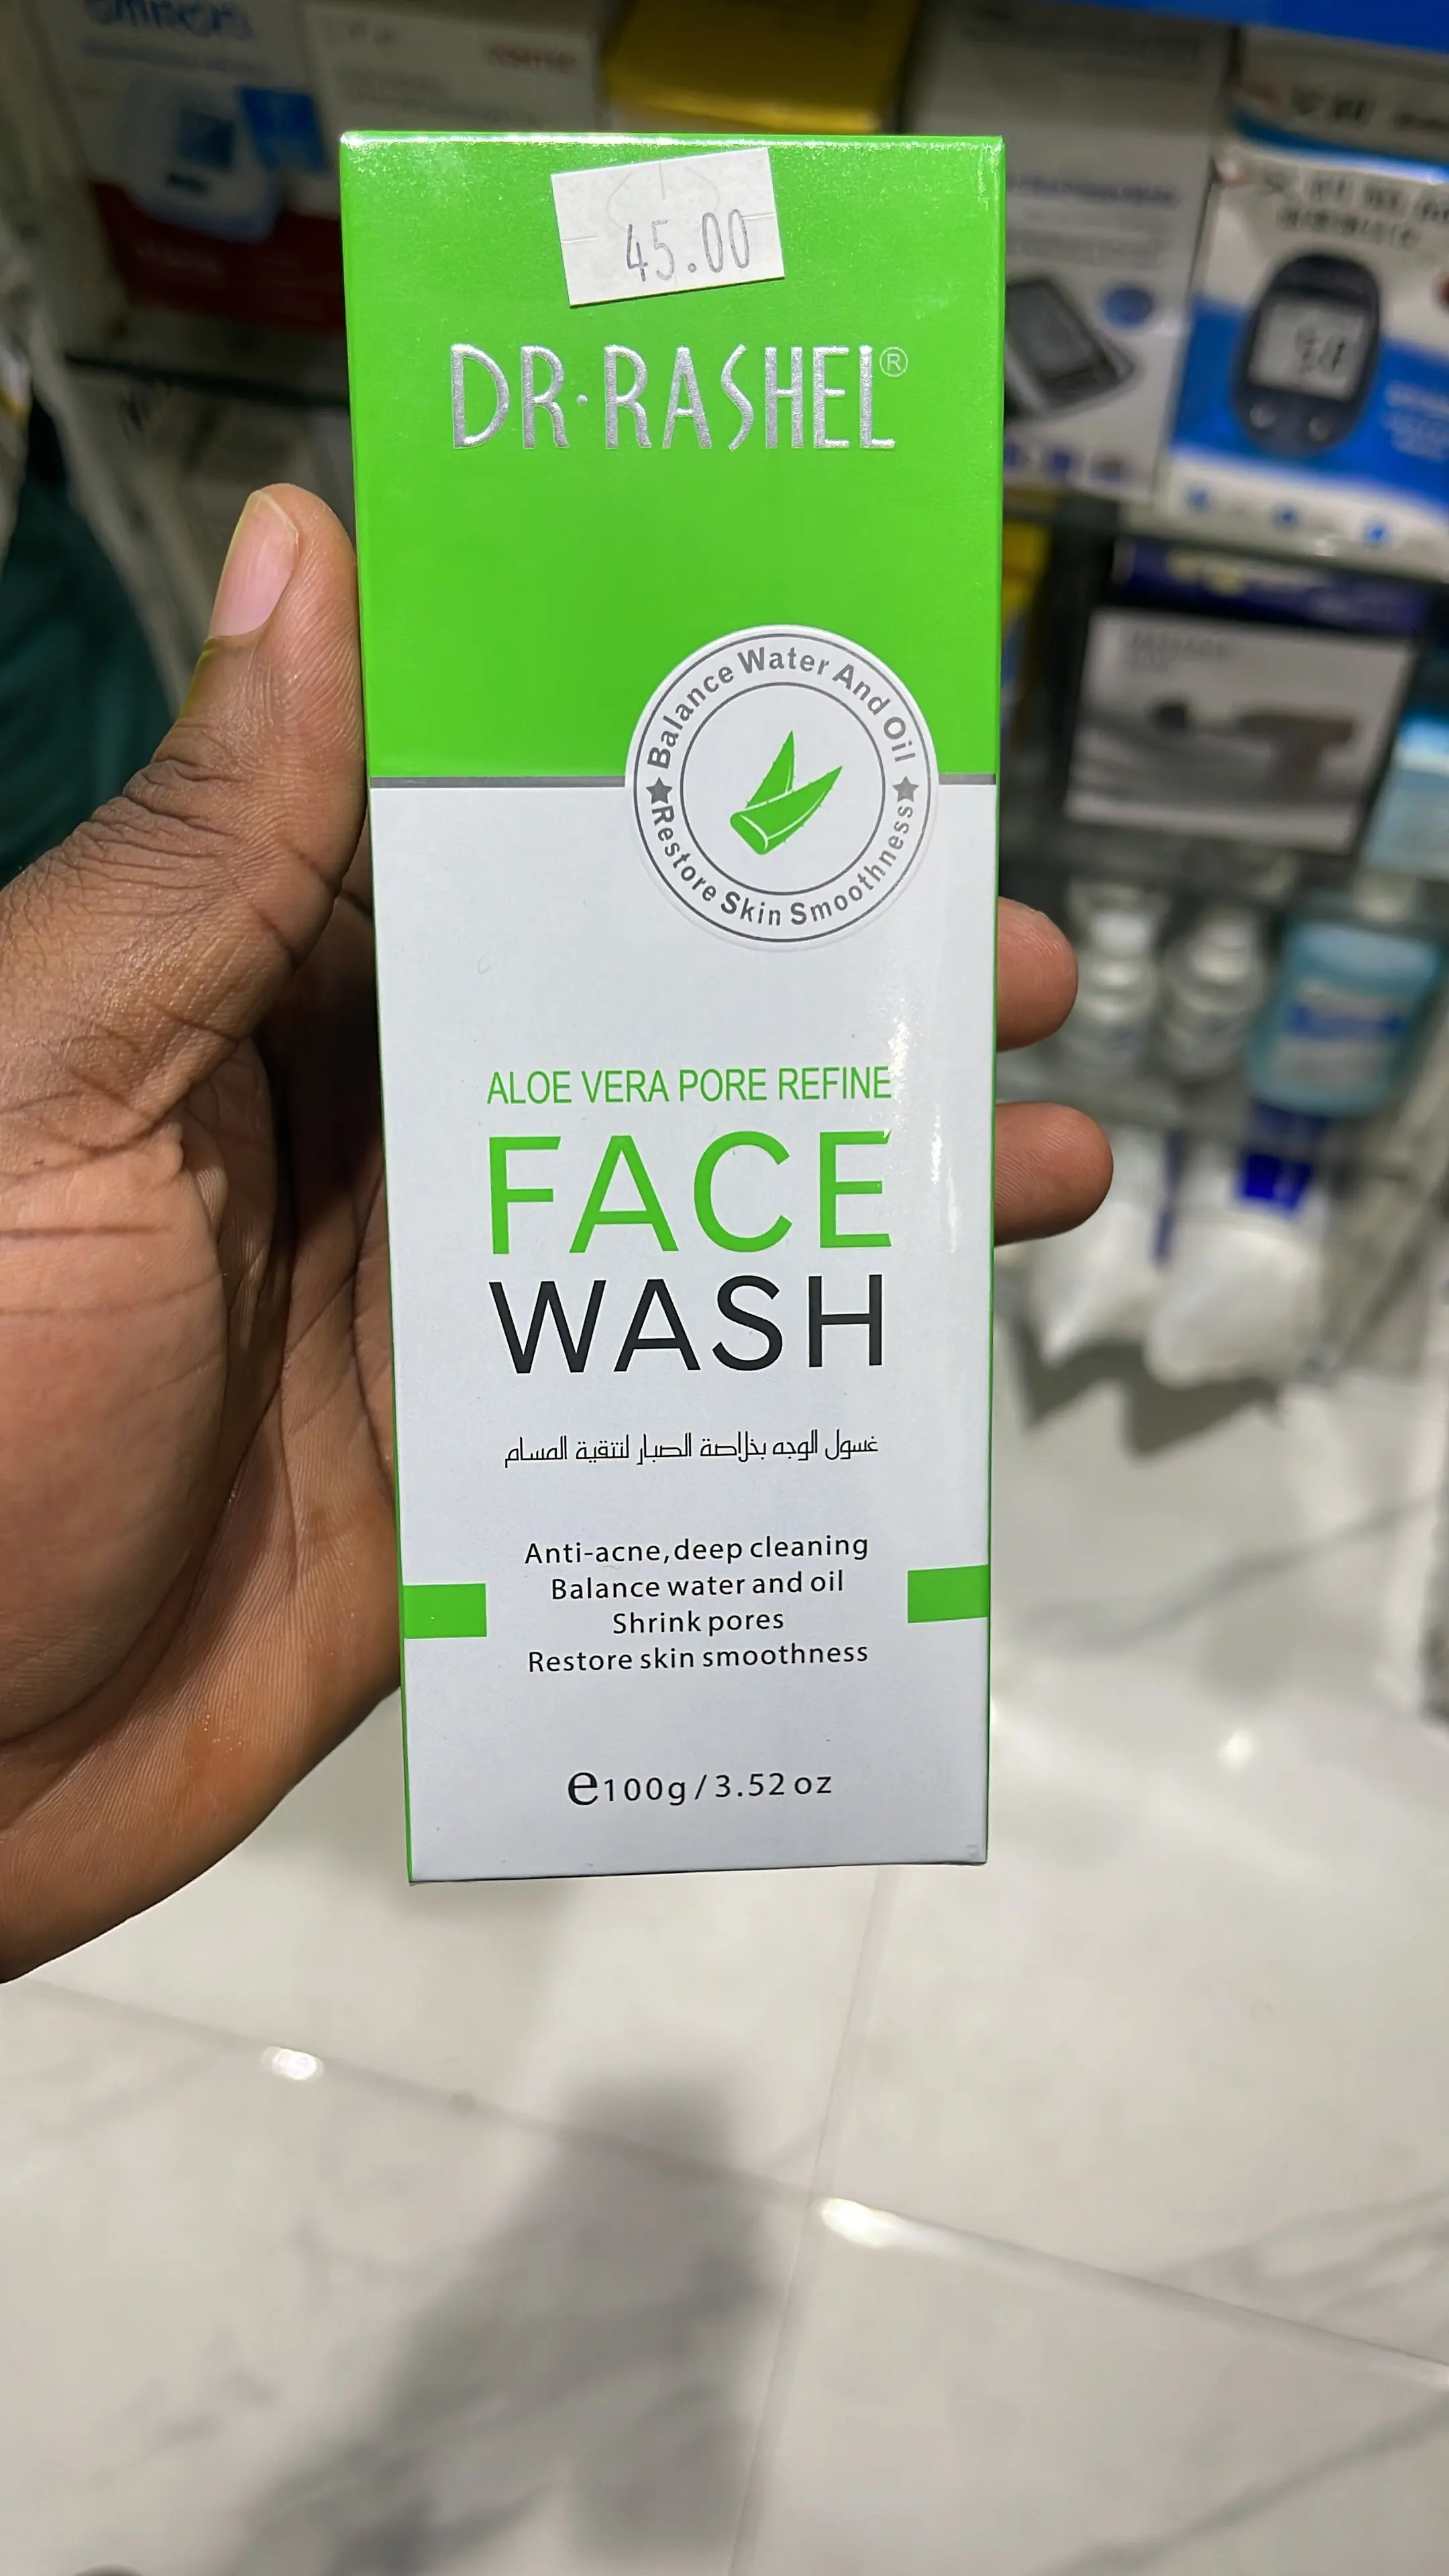 45.00
DR·RASHEL®
Balance Water And Oil
Restore Skin Smoothness
ALOE VERA PORE REFINE
FACE
WASH
غسول الوجه بخلاصة الصبار لتنقية المسام
Anti-acne,deep cleaning
Balance water and oil
Shrink pores
Restore skin smoothness
e100g/3.52 oz